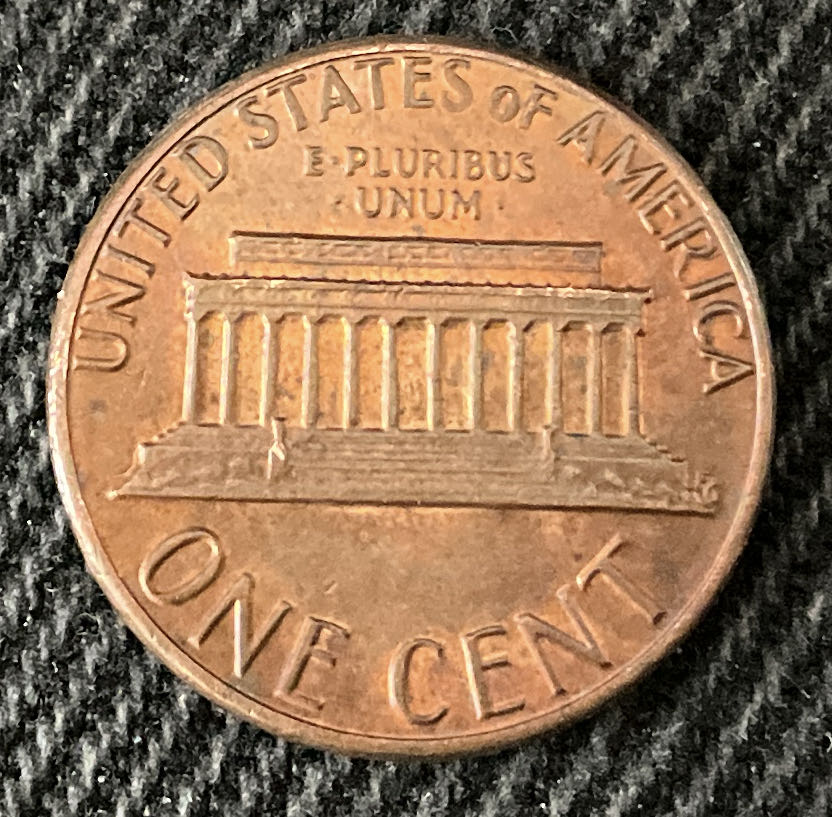 UNITED STATES oF AMERICA
E·PLURIBUS
·UNUM·
ONE CENT